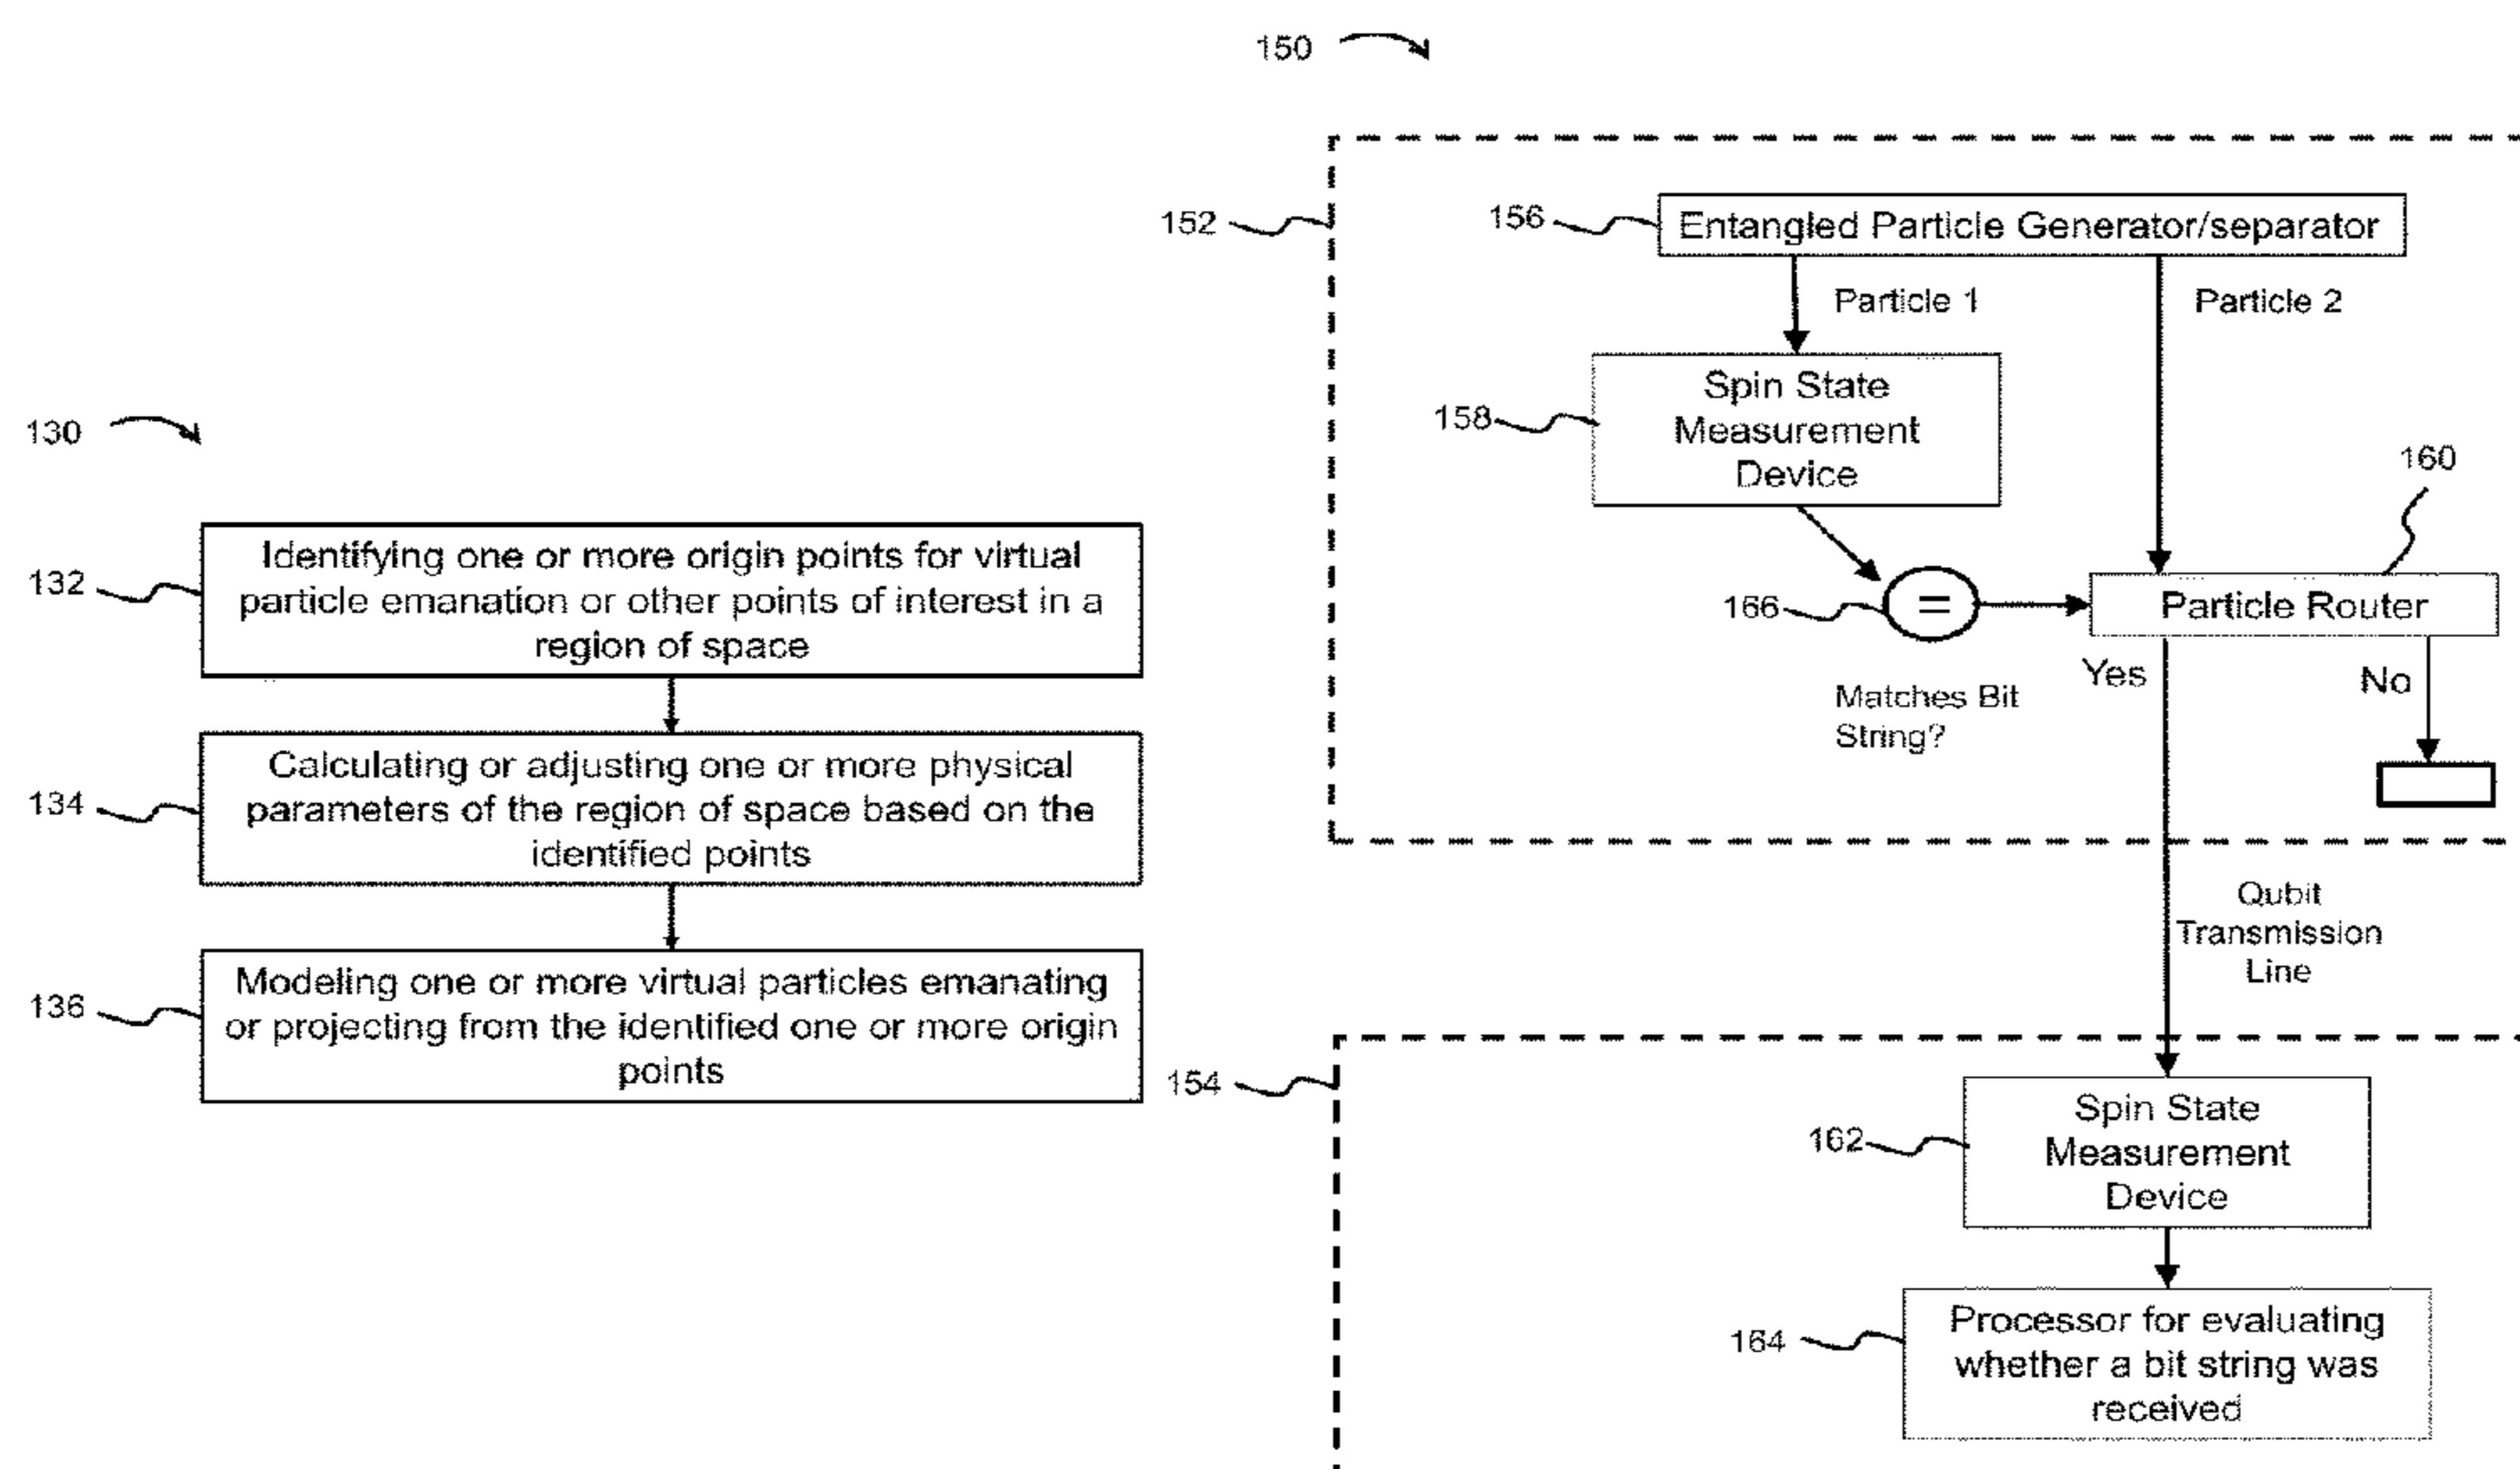 130
132
Identifying one or more origin points for virtual
particle emanation or other points of interest in a
region of space
134
Calculating or adjusting one or more physical
parameters of the region of space based on the
identified points
136
Modeling one or more virtual particles emanating
or projecting from the identified one or more origin
points
150
152
156
Entangled Particle Generator/separator
Particle 1
Particle 2
158
Spin State
Measurement
Device
160
166
=
Particle Router
Matches Bit
String?
Yes
No
Qubit
Transmission
Line
154
162
Spin State
Measurement
Device
164
Processor for evaluating
whether a bit string was
received